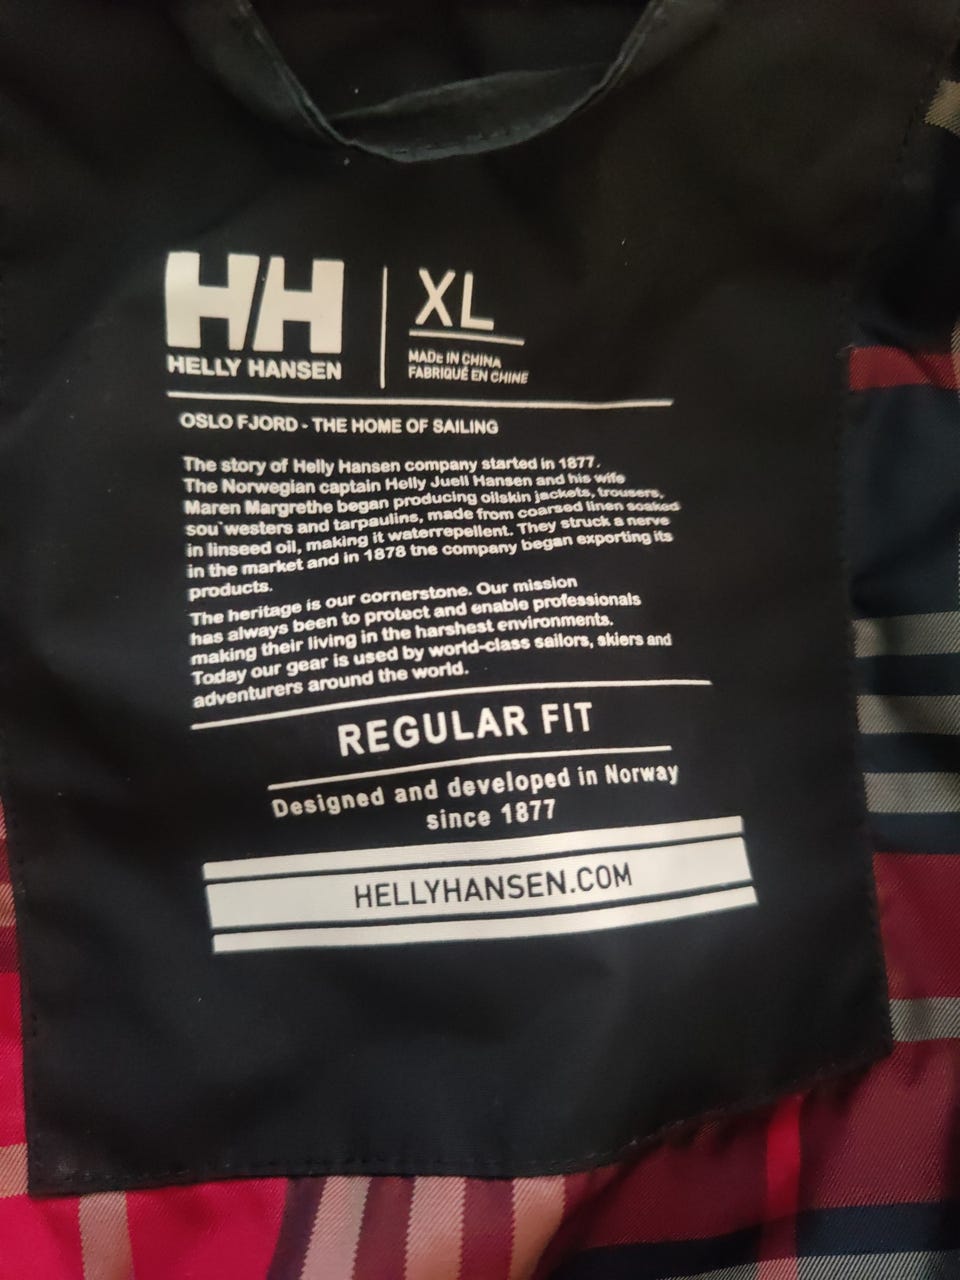 HH
HELLY HANSEN
XL
MADE IN CHINA
FABRIQUÉ EN CHINE
OSLO FJORD - THE HOME OF SAILING
The story of Helly Hansen company started in 1877.
The Norwegian captain Helly Juell Hansen and his wife
Maren Margrethe began producing oilskin jackets, trousers,
sou'westers and tarpaulins, made from coarsed linen soaked
in linseed oil, making it waterrepellent. They struck a nerve
in the market and in 1878 the company began exporting its
products.
The heritage is our cornerstone. Our mission
has always been to protect and enable professionals
making their living in the harshest environments.
Today our gear is used by world-class sailors, skiers and
adventurers around the world.
REGULAR FIT
Designed and developed in Norway
since 1877
HELLYHANSEN.COM